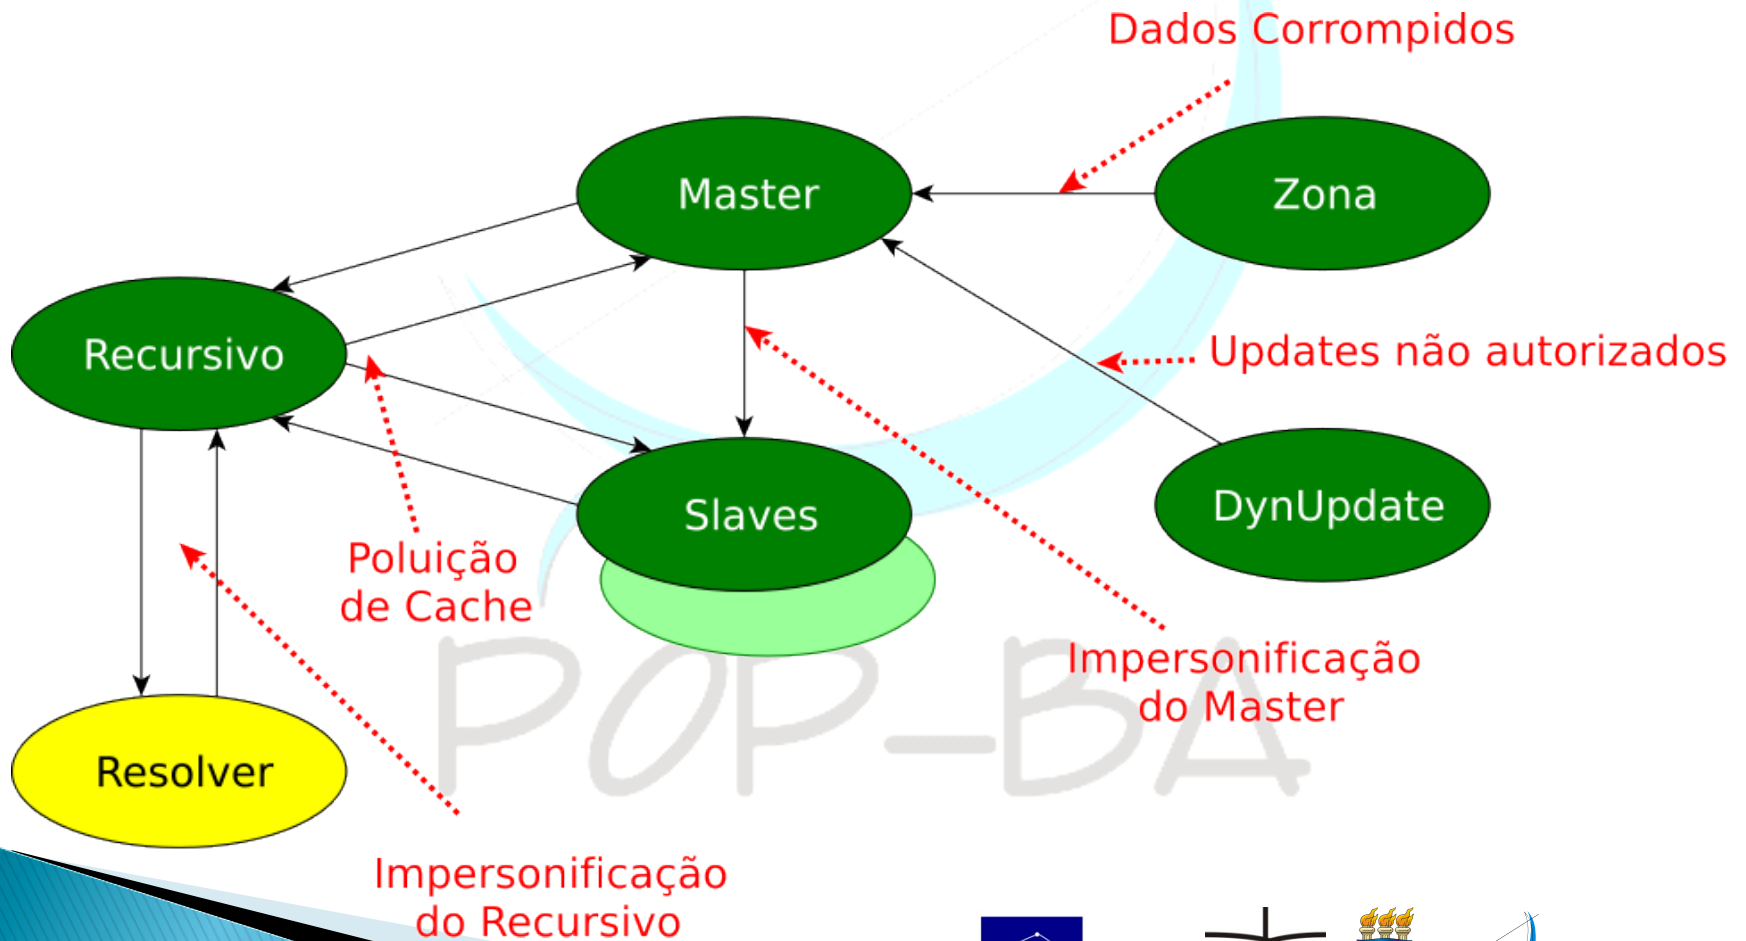 Dados Corrompidos
Master
Zona
Recursivo
Updates não autorizados
Slaves
DynUpdate
Poluição
de Cache
Impersonificação
do Master
POP-BA
Resolver
Impersonificação
do Recursivo